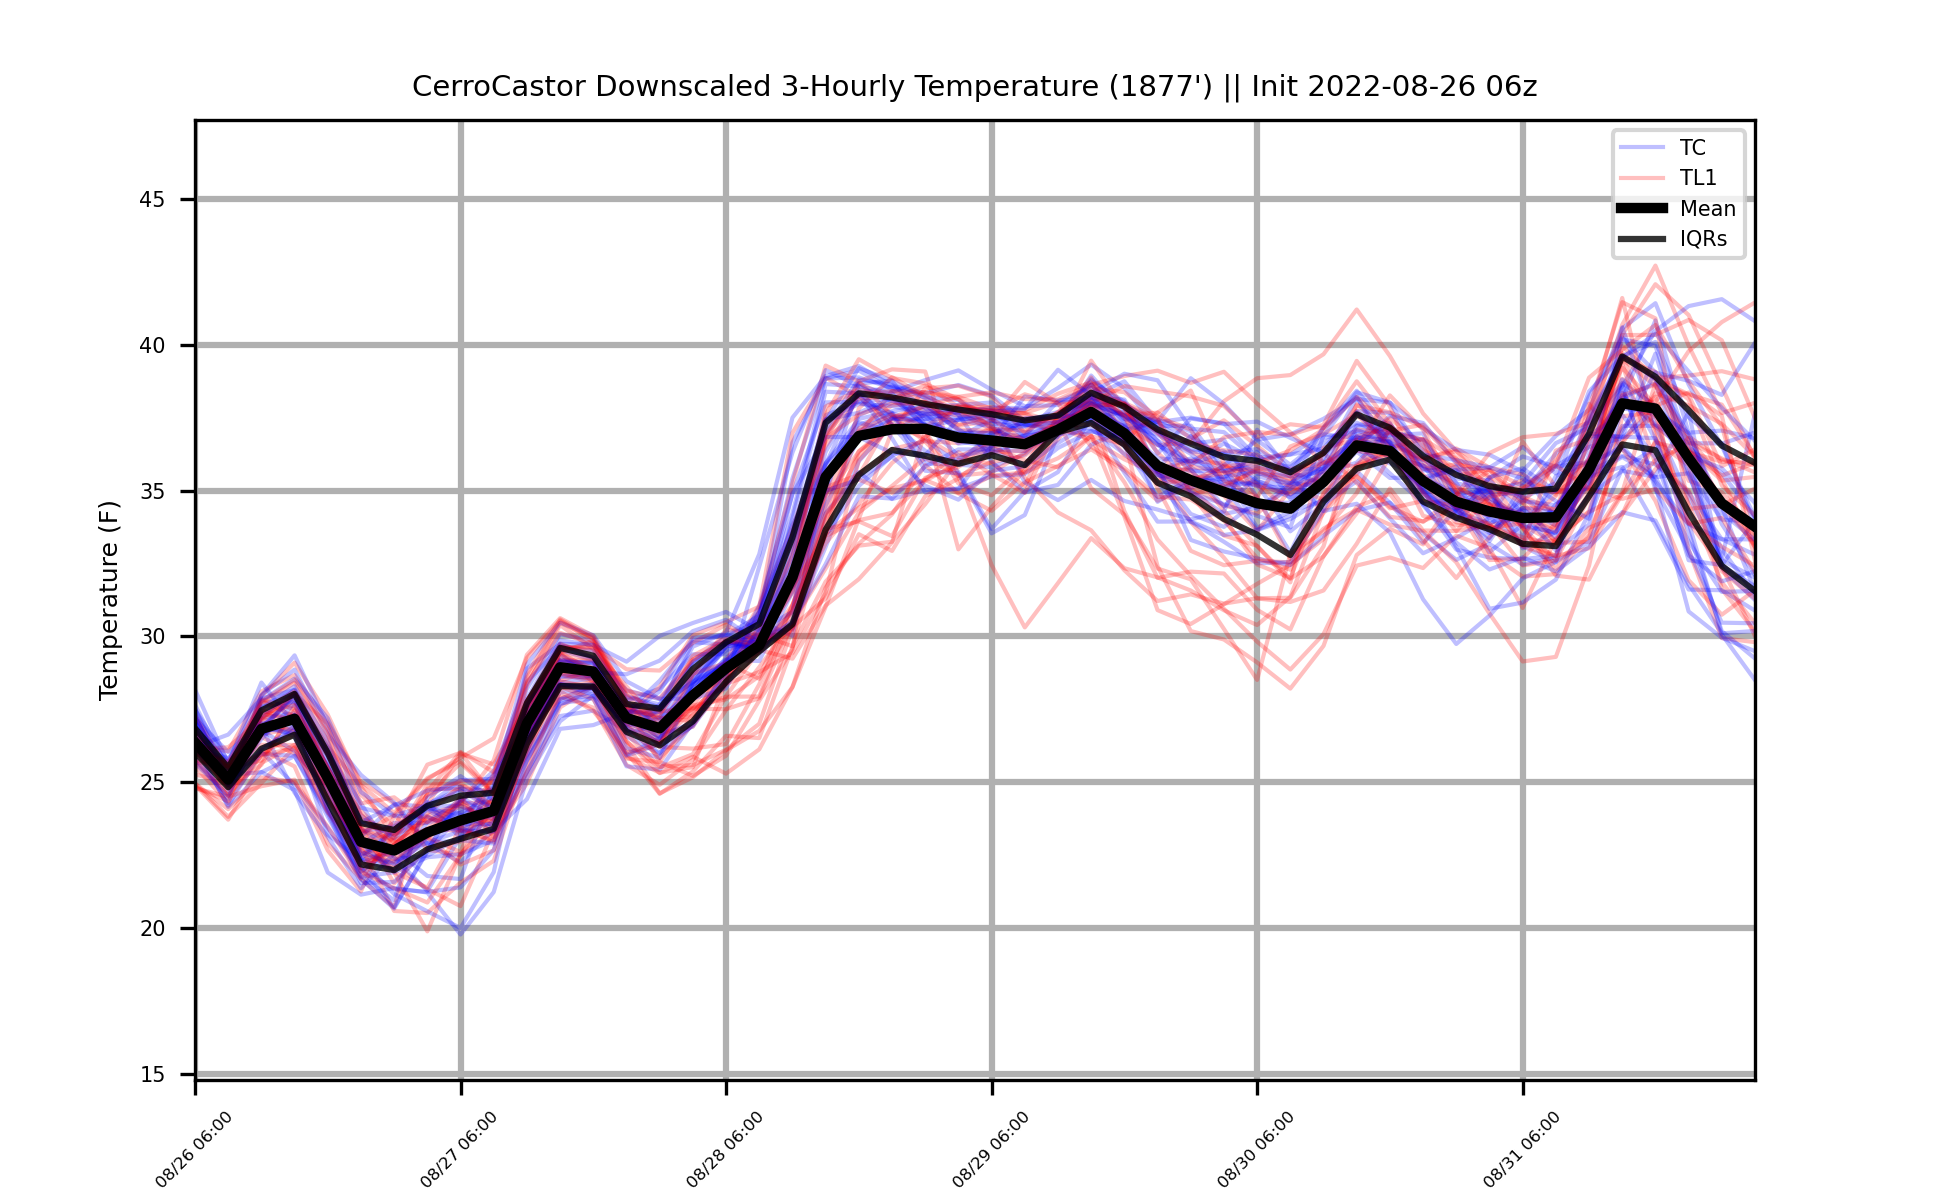 CerroCastor Downscaled 3-Hourly Temperature (1877') || Init 2022-08-26 06z
TC
TL1
Mean
IQRs
Temperature (F)
45
40
35
30
25
20
15
08/26 06:00
08/27 06:00
08/28 06:00
08/29 06:00
08/30 06:00
08/31 06:00